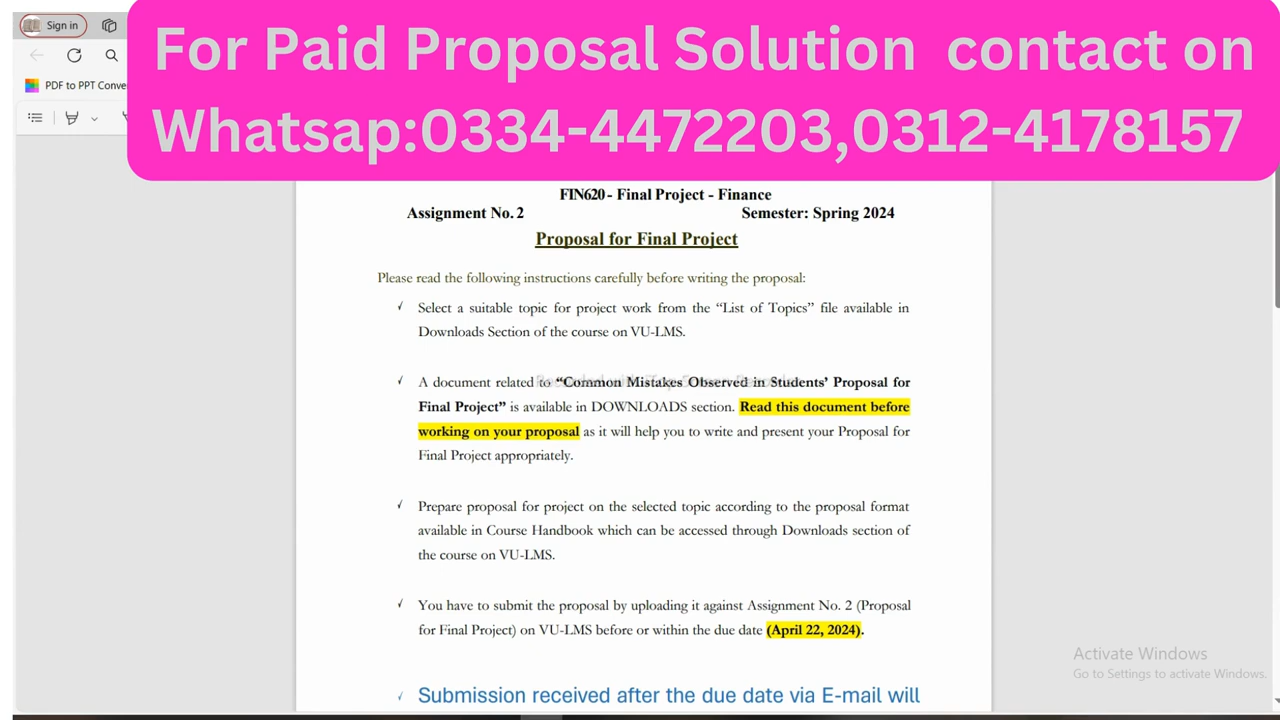 Sign in
For Paid Proposal Solution contact on
Whatsap:0334-4472203,0312-4178157
PDF to PPT Conve
FIN620 - Final Project - Finance
Assignment No. 2 Semester: Spring 2024
Proposal for Final Project
Please read the following instructions carefully before writing the proposal:
✓ Select a suitable topic for project work from the “List of Topics” file available in
Downloads Section of the course on VU-LMS.
✓ A document related to “Common Mistakes Observed in Students’ Proposal for
Final Project” is available in DOWNLOADS section. Read this document before
working on your proposal as it will help you to write and present your Proposal for
Final Project appropriately.
✓ Prepare proposal for project on the selected topic according to the proposal format
available in Course Handbook which can be accessed through Downloads section of
the course on VU-LMS.
✓ You have to submit the proposal by uploading it against Assignment No. 2 (Proposal
for Final Project) on VU-LMS before or within the due date (April 22, 2024).
✓ Submission received after the due date via E-mail will
Activate Windows
Go to Settings to activate Windows.